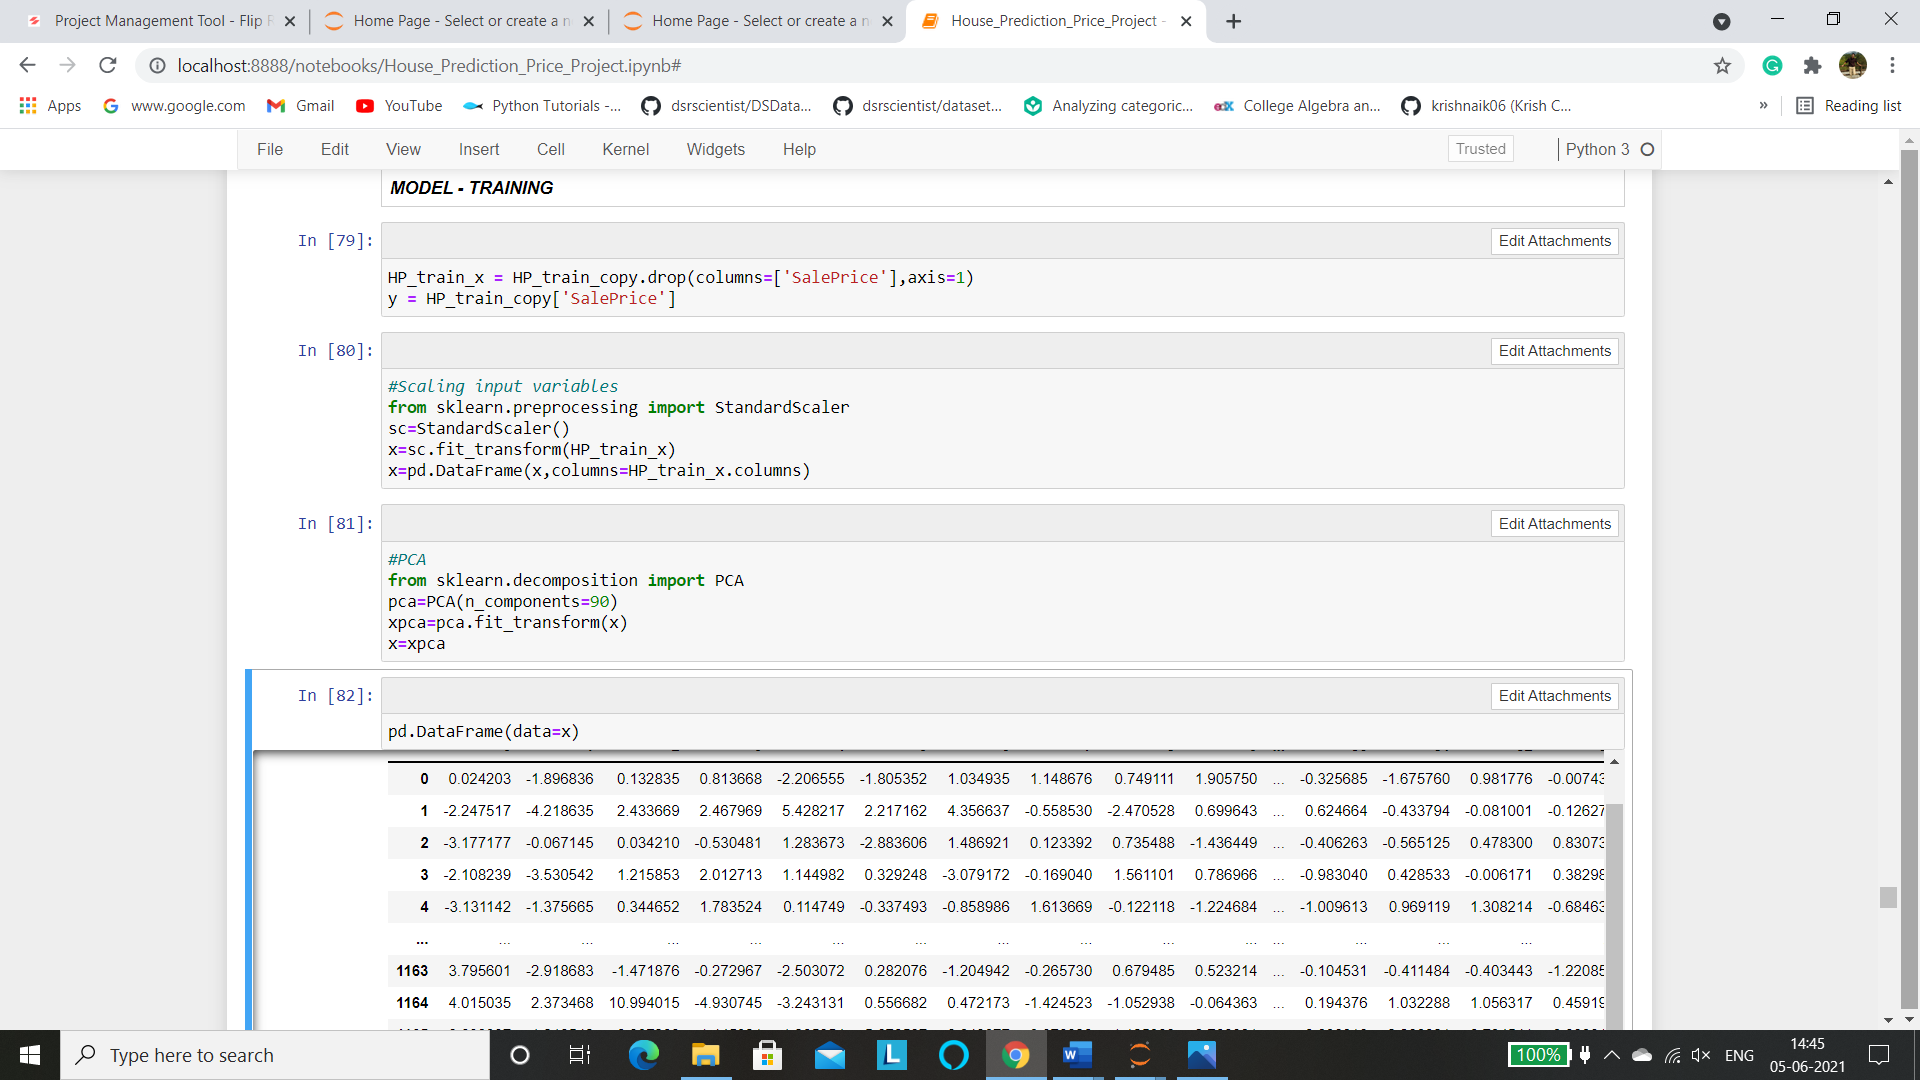 Project Management Tool - Flip R
Home Page - Select or create a n
Home Page - Select or create a n
House_Prediction_Price_Project -
localhost:8888/notebooks/House_Prediction_Price_Project.ipynb#
Apps www.google.com Gmail YouTube Python Tutorials -... dsrscientist/DSData... dsrscientist/dataset... Analyzing categoric... College Algebra an... krishnaik06 (Krish C... » Reading list
File Edit View Insert Cell Kernel Widgets Help Trusted Python 3
MODEL - TRAINING
In [79]: Edit Attachments
HP_train_x = HP_train_copy.drop(columns=['SalePrice'],axis=1)
y = HP_train_copy['SalePrice']
In [80]: Edit Attachments
#Scaling input variables
from sklearn.preprocessing import StandardScaler
sc=StandardScaler()
x=sc.fit_transform(HP_train_x)
x=pd.DataFrame(x,columns=HP_train_x.columns)
In [81]: Edit Attachments
#PCA
from sklearn.decomposition import PCA
pca=PCA(n_components=90)
xpca=pca.fit_transform(x)
x=xpca
In [82]: Edit Attachments
pd.DataFrame(data=x)
0 0.024203 -1.896836 0.132835 0.813668 -2.206555 -1.805352 1.034935 1.148676 0.749111 1.905750 ... -0.325685 -1.675760 0.981776 -0.00743
1 -2.247517 -4.218635 2.433669 2.467969 5.428217 2.217162 4.356637 -0.558530 -2.470528 0.699643 ... 0.624664 -0.433794 -0.081001 -0.12627
2 -3.177177 -0.067145 0.034210 -0.530481 1.283673 -2.883606 1.486921 0.123392 0.735488 -1.436449 ... -0.406263 -0.565125 0.478300 0.83073
3 -2.108239 -3.530542 1.215853 2.012713 1.144982 0.329248 -3.079172 -0.169040 1.561101 0.786966 ... -0.983040 0.428533 -0.006171 0.38298
4 -3.131142 -1.375665 0.344652 1.783524 0.114749 -0.337493 -0.858986 1.613669 -0.122118 -1.224684 ... -1.009613 0.969119 1.308214 -0.68463
... ... ... ... ... ... ... ... ... ... ... ... ... ... ...
1163 3.795601 -2.918683 -1.471876 -0.272967 -2.503072 0.282076 -1.204942 -0.265730 0.679485 0.523214 ... -0.104531 -0.411484 -0.403443 -1.22085
1164 4.015035 2.373468 10.994015 -4.930745 -3.243131 0.556682 0.472173 -1.424523 -1.052938 -0.064363 ... 0.194376 1.032288 1.056317 0.45919
Type here to search
100% ENG
14:45
05-06-2021